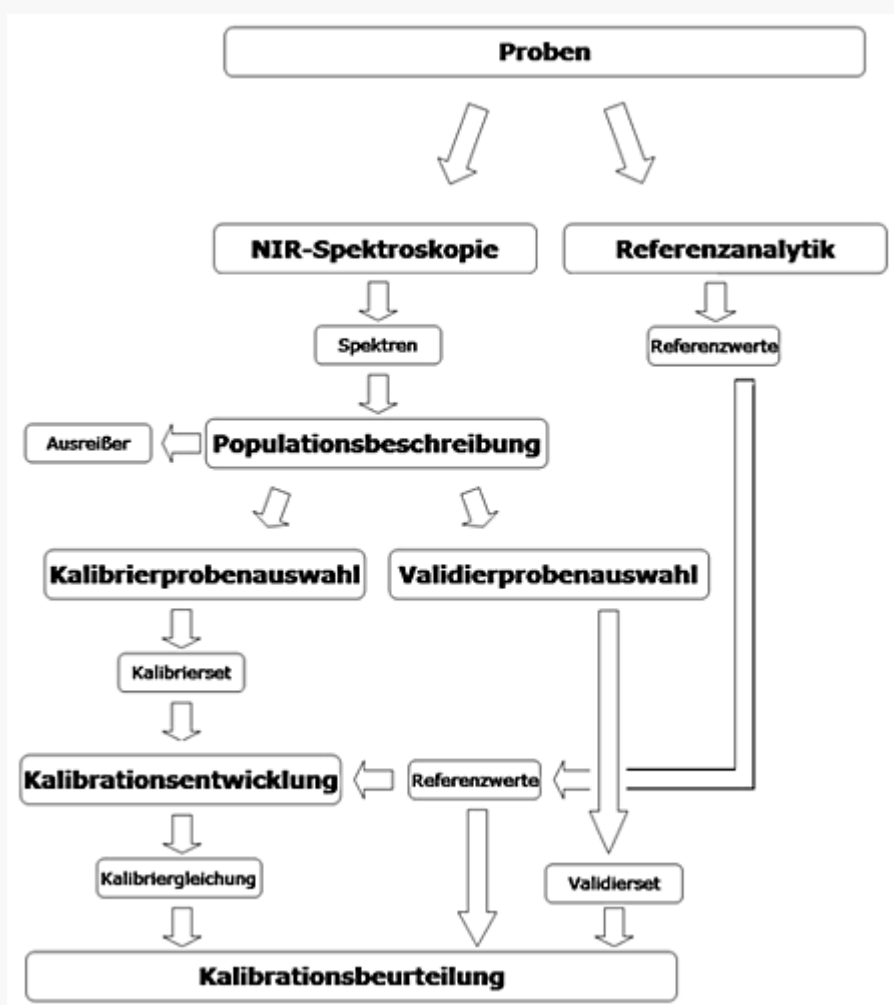 Proben
NIR-Spektroskopie
Referenzanalytik
Spektren
Referenzwerte
Ausreißer
Populationsbeschreibung
Kalibrierprobenauswahl
Validierprobenauswahl
Kalibrierset
Kalibrationsentwicklung
Referenzwerte
Kalibriergleichung
Validierset
Kalibrationsbeurteilung